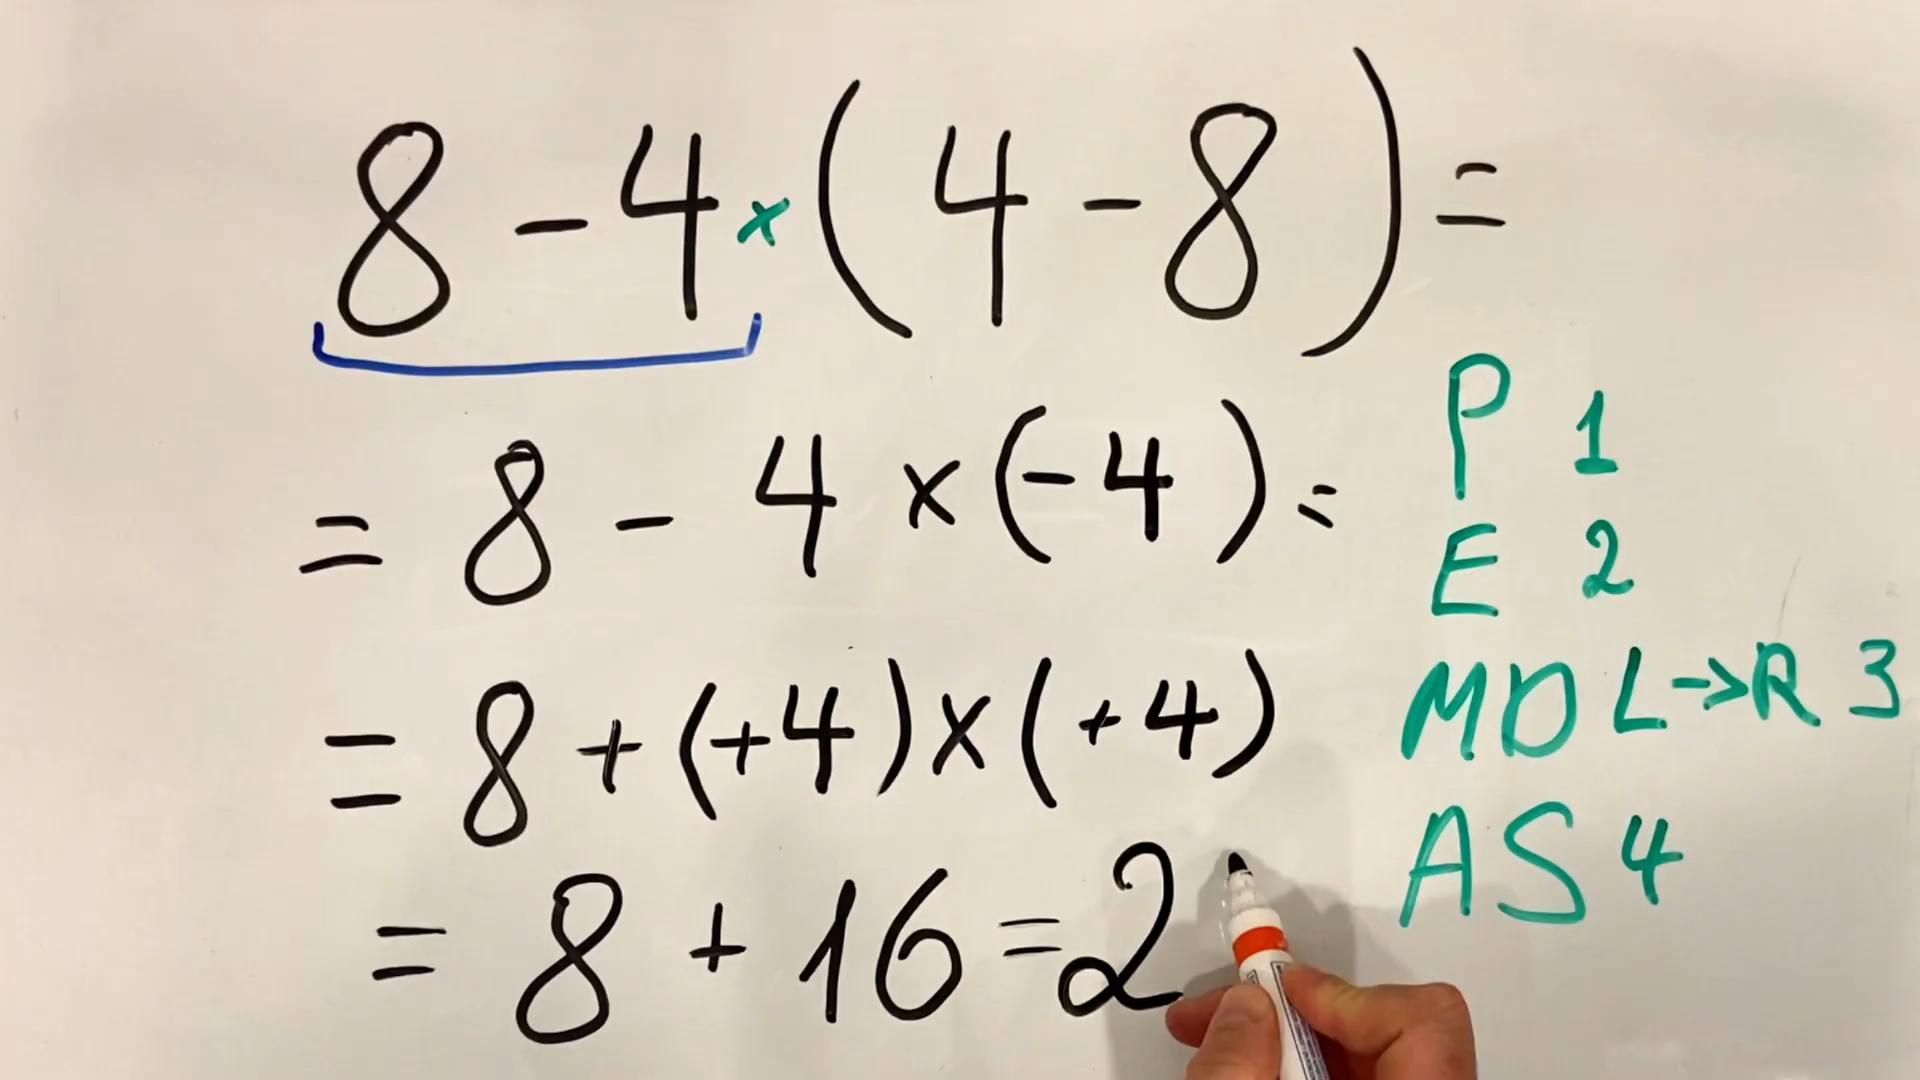 8 - 4 × ( 4 - 8 ) =
= 8 - 4 × (- 4 ) =
= 8 + (+4) × (+4)
= 8 + 16 = 2
P 1
E 2
MD L->R 3
AS 4